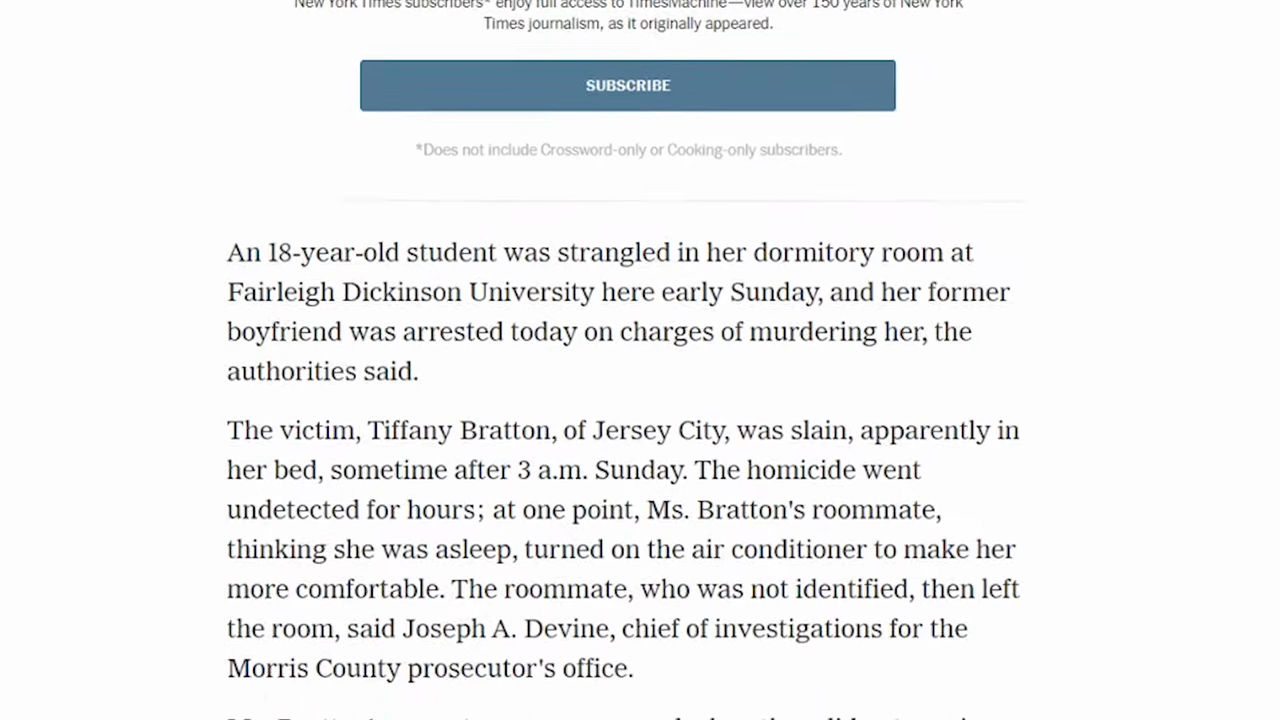 New York Times subscribers* enjoy full access to TimesMachine—view over 150 years of New York
Times journalism, as it originally appeared.
SUBSCRIBE
*Does not include Crossword-only or Cooking-only subscribers.
An 18-year-old student was strangled in her dormitory room at
Fairleigh Dickinson University here early Sunday, and her former
boyfriend was arrested today on charges of murdering her, the
authorities said.
The victim, Tiffany Bratton, of Jersey City, was slain, apparently in
her bed, sometime after 3 a.m. Sunday. The homicide went
undetected for hours; at one point, Ms. Bratton's roommate,
thinking she was asleep, turned on the air conditioner to make her
more comfortable. The roommate, who was not identified, then left
the room, said Joseph A. Devine, chief of investigations for the
Morris County prosecutor's office.